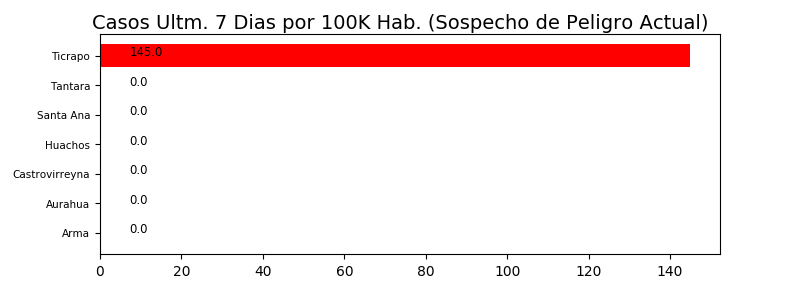 Casos Ultm. 7 Dias por 100K Hab. (Sospecho de Peligro Actual)
Ticrapo 145.0
Tantara 0.0
Santa Ana 0.0
Huachos 0.0
Castrovirreyna 0.0
Aurahua 0.0
Arma 0.0
0 20 40 60 80 100 120 140